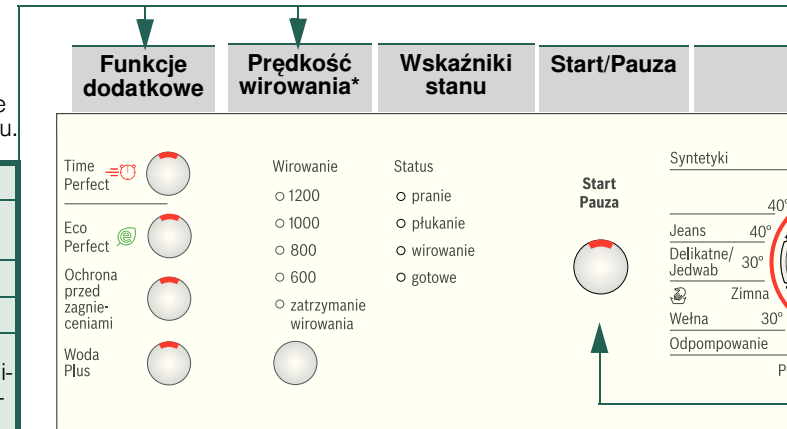 Funkcje
dodatkowe
Prędkość
wirowania*
Wskaźniki
stanu
Start/Pauza
e
u.
i-
-
Time
Perfect
Eco
Perfect
Ochrona
przed
zagnie-
ceniami
Woda
Plus
Wirowanie
1200
1000
800
600
zatrzymanie
wirowania
Status
pranie
płukanie
wirowanie
gotowe
Start
Pauza
Syntetyki
40°
Jeans 40°
Delikatne/
Jedwab 30°
Zimna
Wełna 30°
Odpompowanie
P